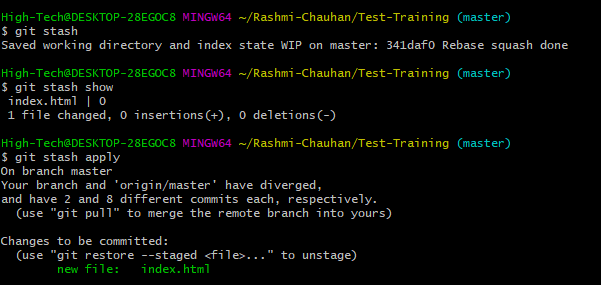 High-Tech@DESKTOP-28EGOC8 MINGW64 ~/Rashmi-Chauhan/Test-Training (master)
$ git stash
Saved working directory and index state WIP on master: 341daf0 Rebase squash done
High-Tech@DESKTOP-28EGOC8 MINGW64 ~/Rashmi-Chauhan/Test-Training (master)
$ git stash show
 index.html | 0
 1 file changed, 0 insertions(+), 0 deletions(-)
High-Tech@DESKTOP-28EGOC8 MINGW64 ~/Rashmi-Chauhan/Test-Training (master)
$ git stash apply
On branch master
Your branch and 'origin/master' have diverged,
and have 2 and 8 different commits each, respectively.
  (use "git pull" to merge the remote branch into yours)
Changes to be committed:
  (use "git restore --staged <file>..." to unstage)
        new file:   index.html